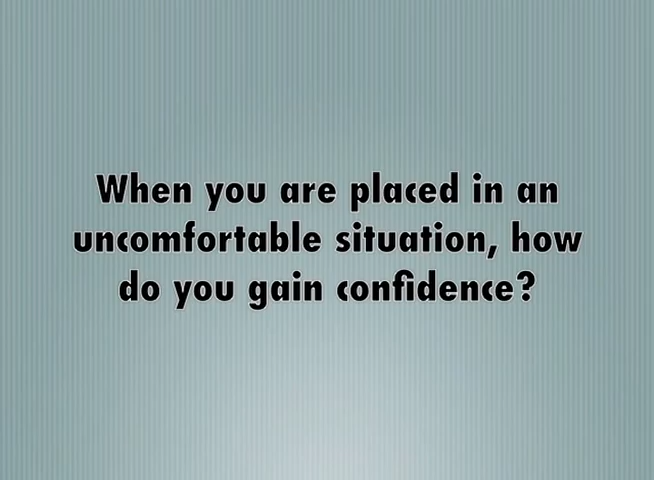 When you are placed in an
uncomfortable situation, how
do you gain confidence?